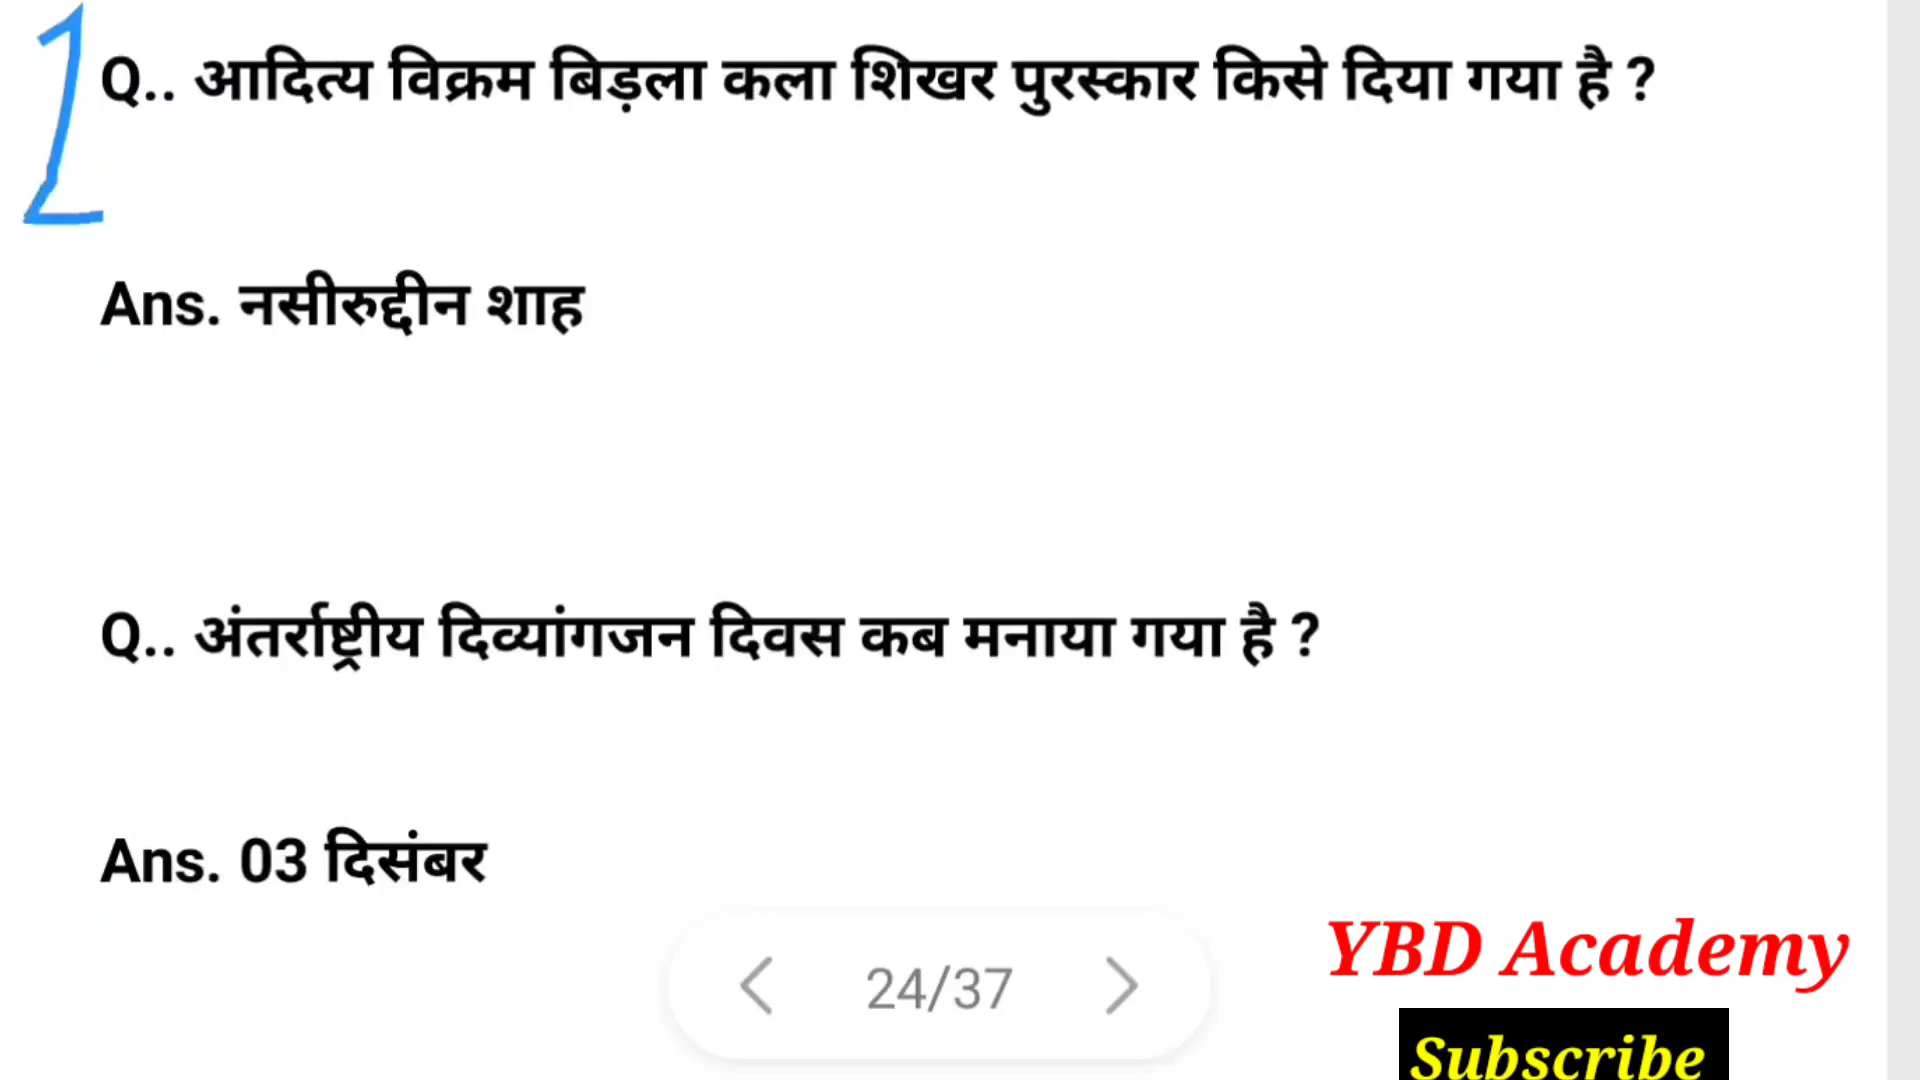 Q.. आदित्य विक्रम बिड़ला कला शिखर पुरस्कार किसे दिया गया है ?
Ans. नसीरुद्दीन शाह
Q.. अंतर्राष्ट्रीय दिव्यांगजन दिवस कब मनाया गया है ?
Ans. 03 दिसंबर
24/37
YBD Academy
Subscribe